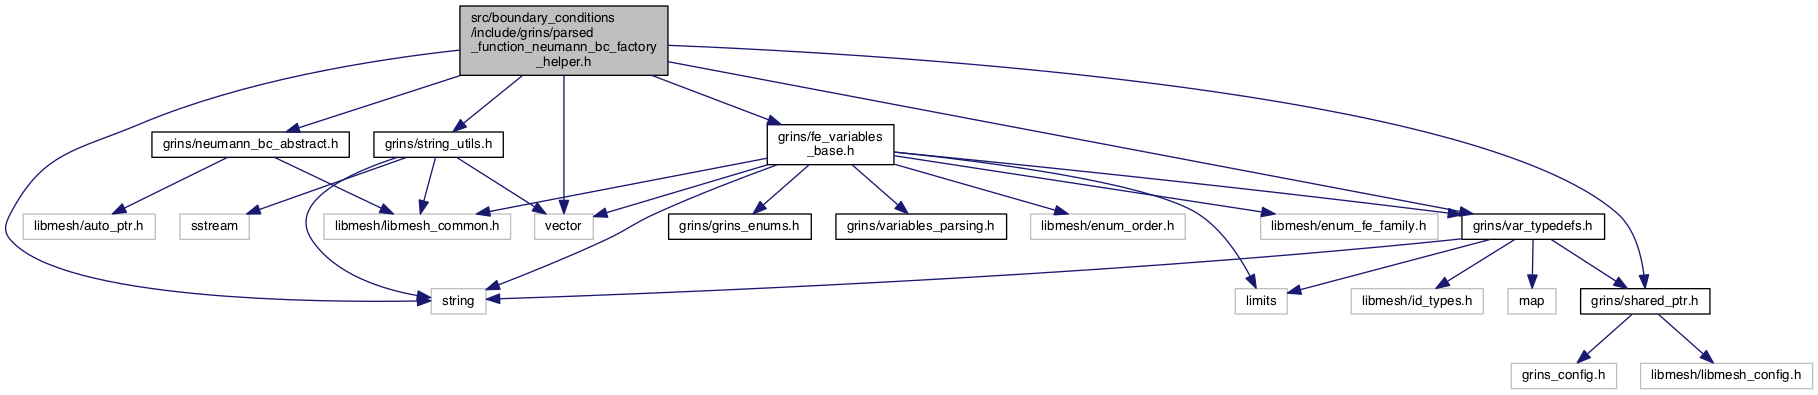 src/boundary_conditions
/include/grins/parsed
_function_neumann_bc_factory
_helper.h
grins/neumann_bc_abstract.h
grins/string_utils.h
grins/fe_variables
_base.h
libmesh/auto_ptr.h
sstream
libmesh/libmesh_common.h
vector
grins/grins_enums.h
grins/variables_parsing.h
libmesh/enum_order.h
libmesh/enum_fe_family.h
grins/var_typedefs.h
string
limits
libmesh/id_types.h
map
grins/shared_ptr.h
grins_config.h
libmesh/libmesh_config.h